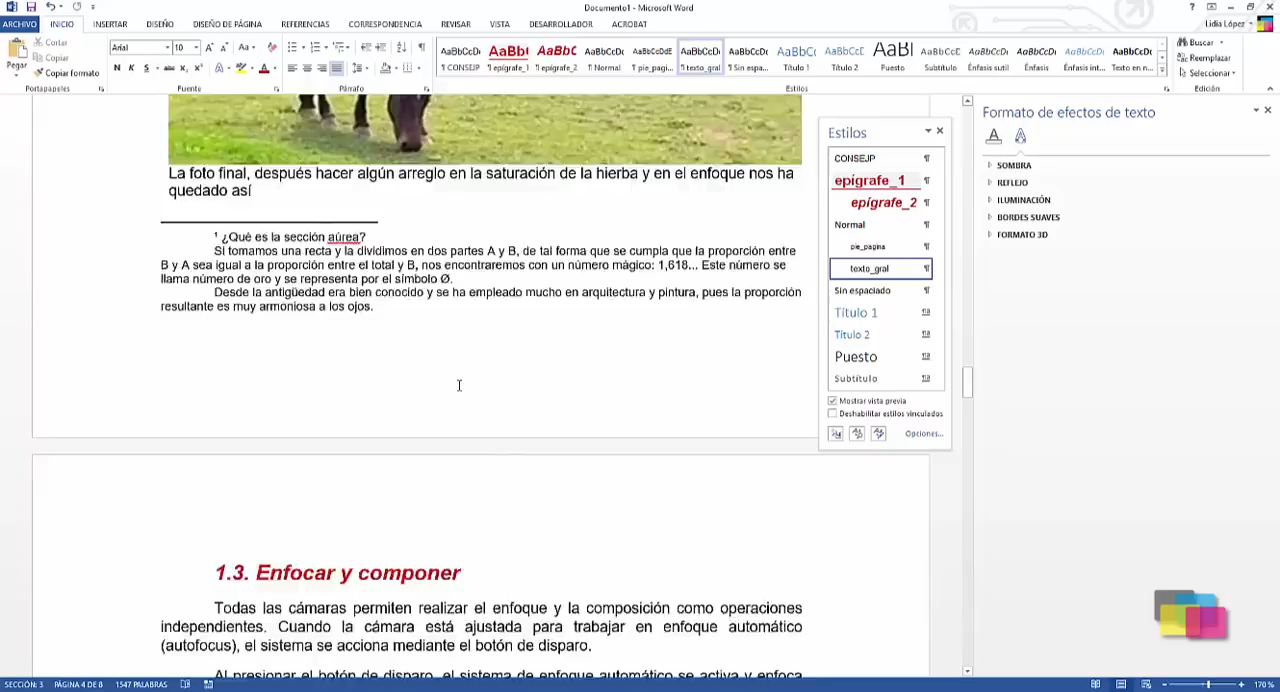 Documento1 - Microsoft Word
ARCHIVO INICIO INSERTAR DISEÑO DISEÑO DE PÁGINA REFERENCIAS CORRESPONDENCIA REVISAR VISTA DESARROLLADOR ACROBAT
Lidia López
Pegar
Cortar
Copiar
Copiar formato
Portapapeles
Arial 10
Fuente
Párrafo
AaBbCcDc AaBb( AaBbC AaBbCcDc AaBbCcDdE AaBbCcDc AaBbCcDc AaBbC( AaBbCcD AaBl AaBbCcD AaBbCcDc AaBbCcDc AaBbCcDc AaBbCcDc
¶ CONSEJP ¶ epígrafe_1 ¶ epígrafe_2 ¶ Normal ¶ pie_pagi... ¶ texto_gral ¶ Sin espa... Título 1 Título 2 Puesto Subtítulo Énfasis sutil Énfasis Énfasis int... Texto en n...
Estilos
Buscar
Reemplazar
Seleccionar
Edición
La foto final, después hacer algún arreglo en la saturación de la hierba y en el enfoque nos ha
quedado así
¹ ¿Qué es la sección aúrea?
Si tomamos una recta y la dividimos en dos partes A y B, de tal forma que se cumpla que la proporción entre
B y A sea igual a la proporción entre el total y B, nos encontraremos con un número mágico: 1,618... Este número se
llama número de oro y se representa por el símbolo Ø.
Desde la antigüedad era bien conocido y se ha empleado mucho en arquitectura y pintura, pues la proporción
resultante es muy armoniosa a los ojos.
1.3. Enfocar y componer
Todas las cámaras permiten realizar el enfoque y la composición como operaciones
independientes. Cuando la cámara está ajustada para trabajar en enfoque automático
(autofocus), el sistema se acciona mediante el botón de disparo.
Al presionar el botón de disparo, el sistema de enfoque automático se activa y enfoca
Estilos
CONSEJP
epígrafe_1
epígrafe_2
Normal
pie_pagina
texto_gral
Sin espaciado
Título 1
Título 2
Puesto
Subtítulo
Mostrar vista previa
Deshabilitar estilos vinculados
Opciones...
Formato de efectos de texto
SOMBRA
REFLEJO
ILUMINACIÓN
BORDES SUAVES
FORMATO 3D
SECCIÓN: 3 PÁGINA 4 DE 8 1547 PALABRAS 170 %